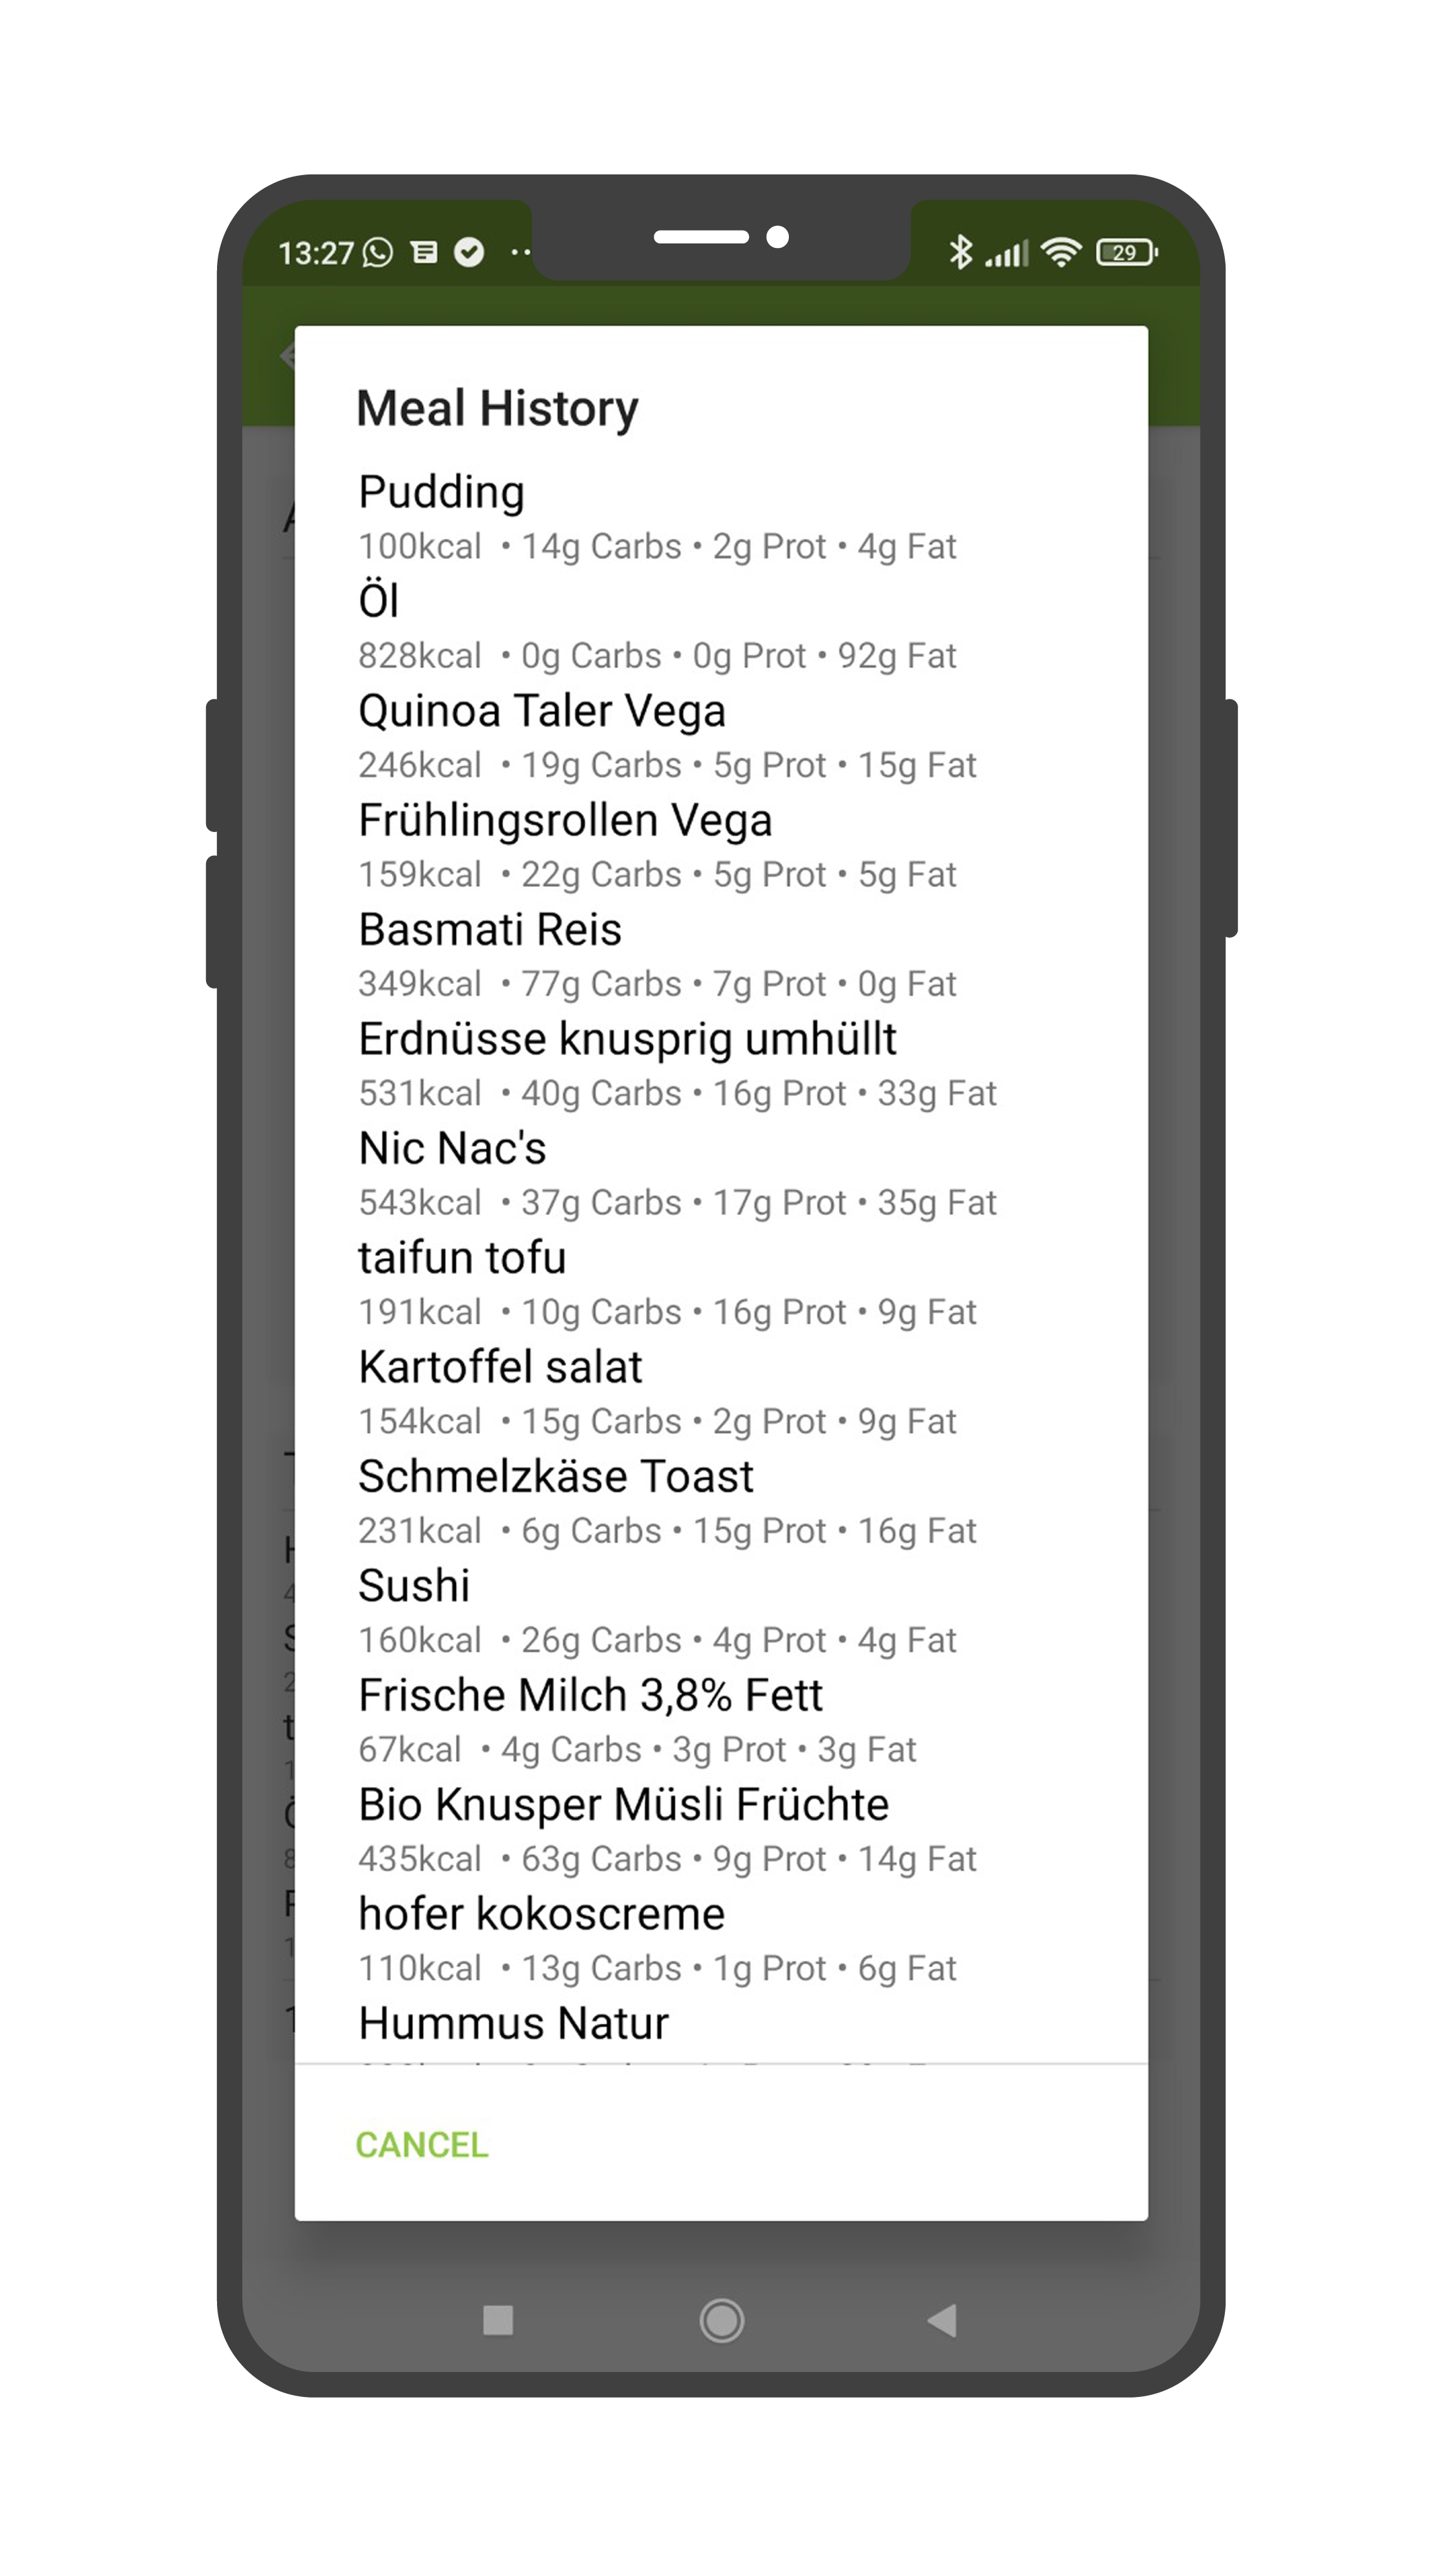 13:27
29
Meal History
Pudding
100kcal • 14g Carbs • 2g Prot • 4g Fat
Öl
828kcal • 0g Carbs • 0g Prot • 92g Fat
Quinoa Taler Vega
246kcal • 19g Carbs • 5g Prot • 15g Fat
Frühlingsrollen Vega
159kcal • 22g Carbs • 5g Prot • 5g Fat
Basmati Reis
349kcal • 77g Carbs • 7g Prot • 0g Fat
Erdnüsse knusprig umhüllt
531kcal • 40g Carbs • 16g Prot • 33g Fat
Nic Nac's
543kcal • 37g Carbs • 17g Prot • 35g Fat
taifun tofu
191kcal • 10g Carbs • 16g Prot • 9g Fat
Kartoffel salat
154kcal • 15g Carbs • 2g Prot • 9g Fat
Schmelzkäse Toast
231kcal • 6g Carbs • 15g Prot • 16g Fat
Sushi
160kcal • 26g Carbs • 4g Prot • 4g Fat
Frische Milch 3,8% Fett
67kcal • 4g Carbs • 3g Prot • 3g Fat
Bio Knusper Müsli Früchte
435kcal • 63g Carbs • 9g Prot • 14g Fat
hofer kokoscreme
110kcal • 13g Carbs • 1g Prot • 6g Fat
Hummus Natur
CANCEL